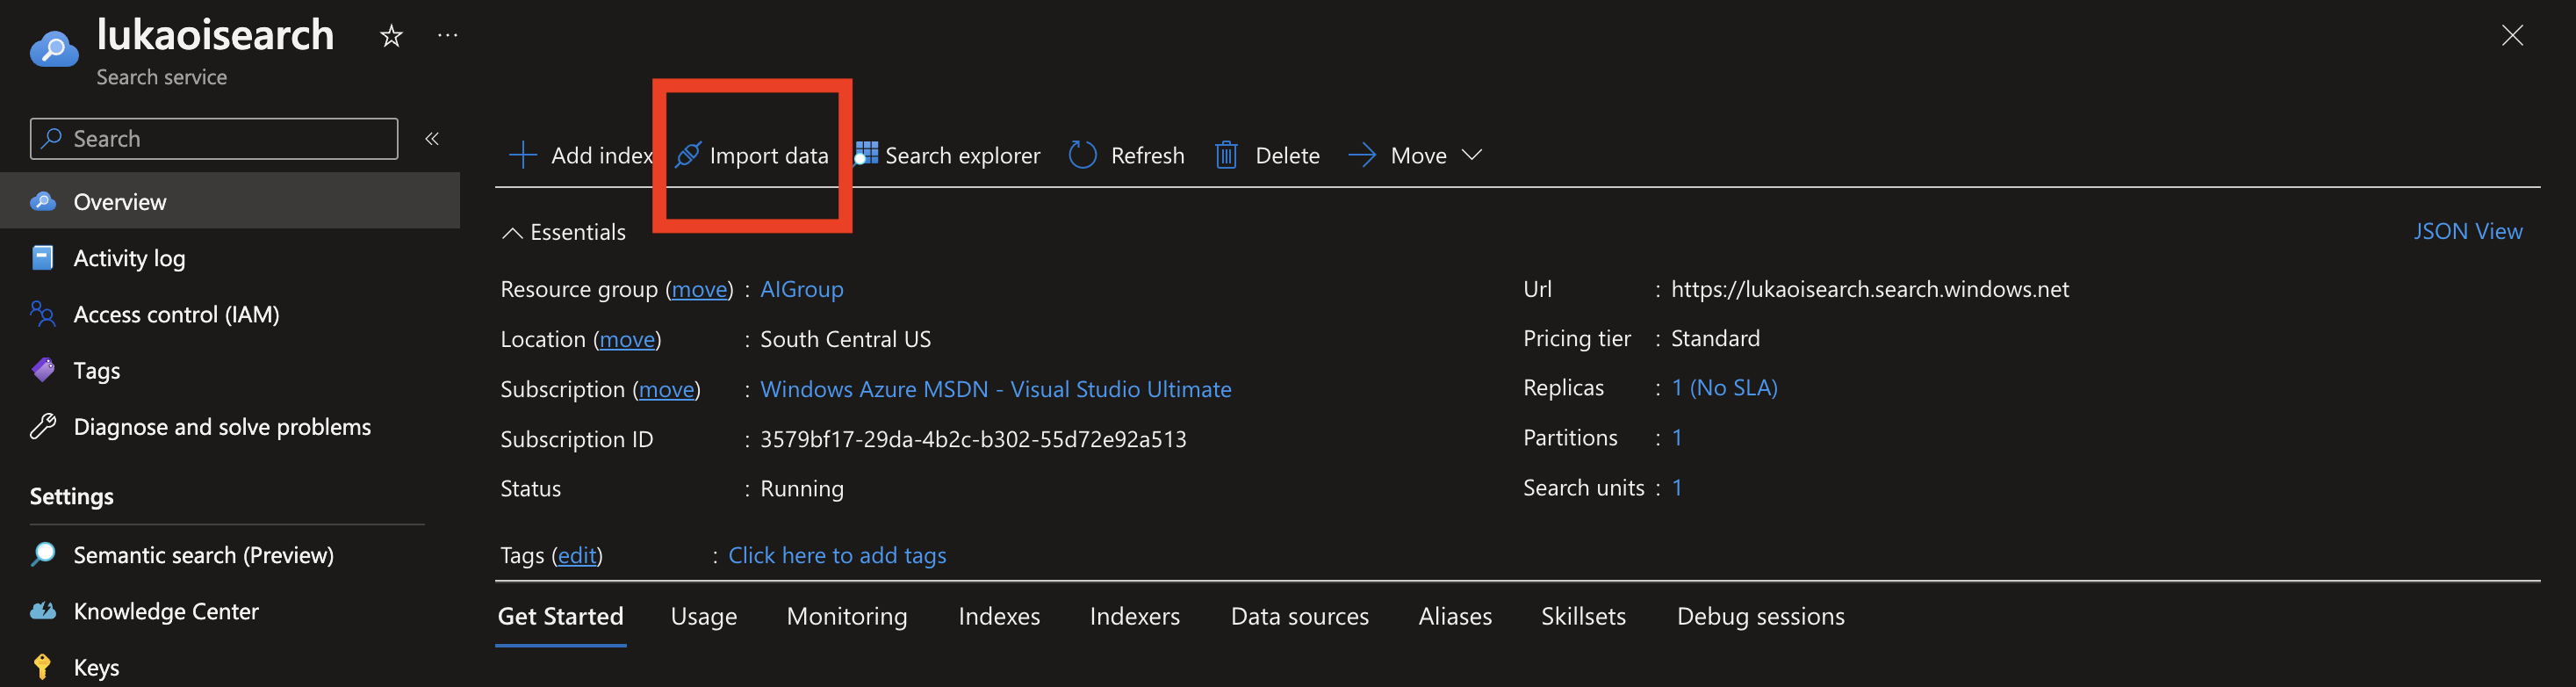 lukaoisearch
Search service
Search
Overview
Activity log
Access control (IAM)
Tags
Diagnose and solve problems
Settings
Semantic search (Preview)
Knowledge Center
Keys
Add index
Import data
Search explorer
Refresh
Delete
Move
Essentials
JSON View
Resource group (move) : AIGroup
Location (move) : South Central US
Subscription (move) : Windows Azure MSDN - Visual Studio Ultimate
Subscription ID : 3579bf17-29da-4b2c-b302-55d72e92a513
Status : Running
Url : https://lukaoisearch.search.windows.net
Pricing tier : Standard
Replicas : 1 (No SLA)
Partitions : 1
Search units : 1
Tags (edit) : Click here to add tags
Get Started
Usage
Monitoring
Indexes
Indexers
Data sources
Aliases
Skillsets
Debug sessions